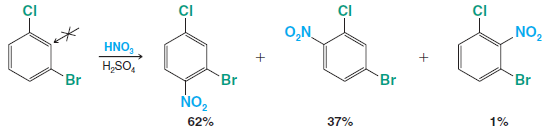 Cl
Br
HNO₃
H₂SO₄
Cl
Br
NO₂
62%
+
O₂N
Cl
Br
37%
+
Cl
NO₂
Br
1%